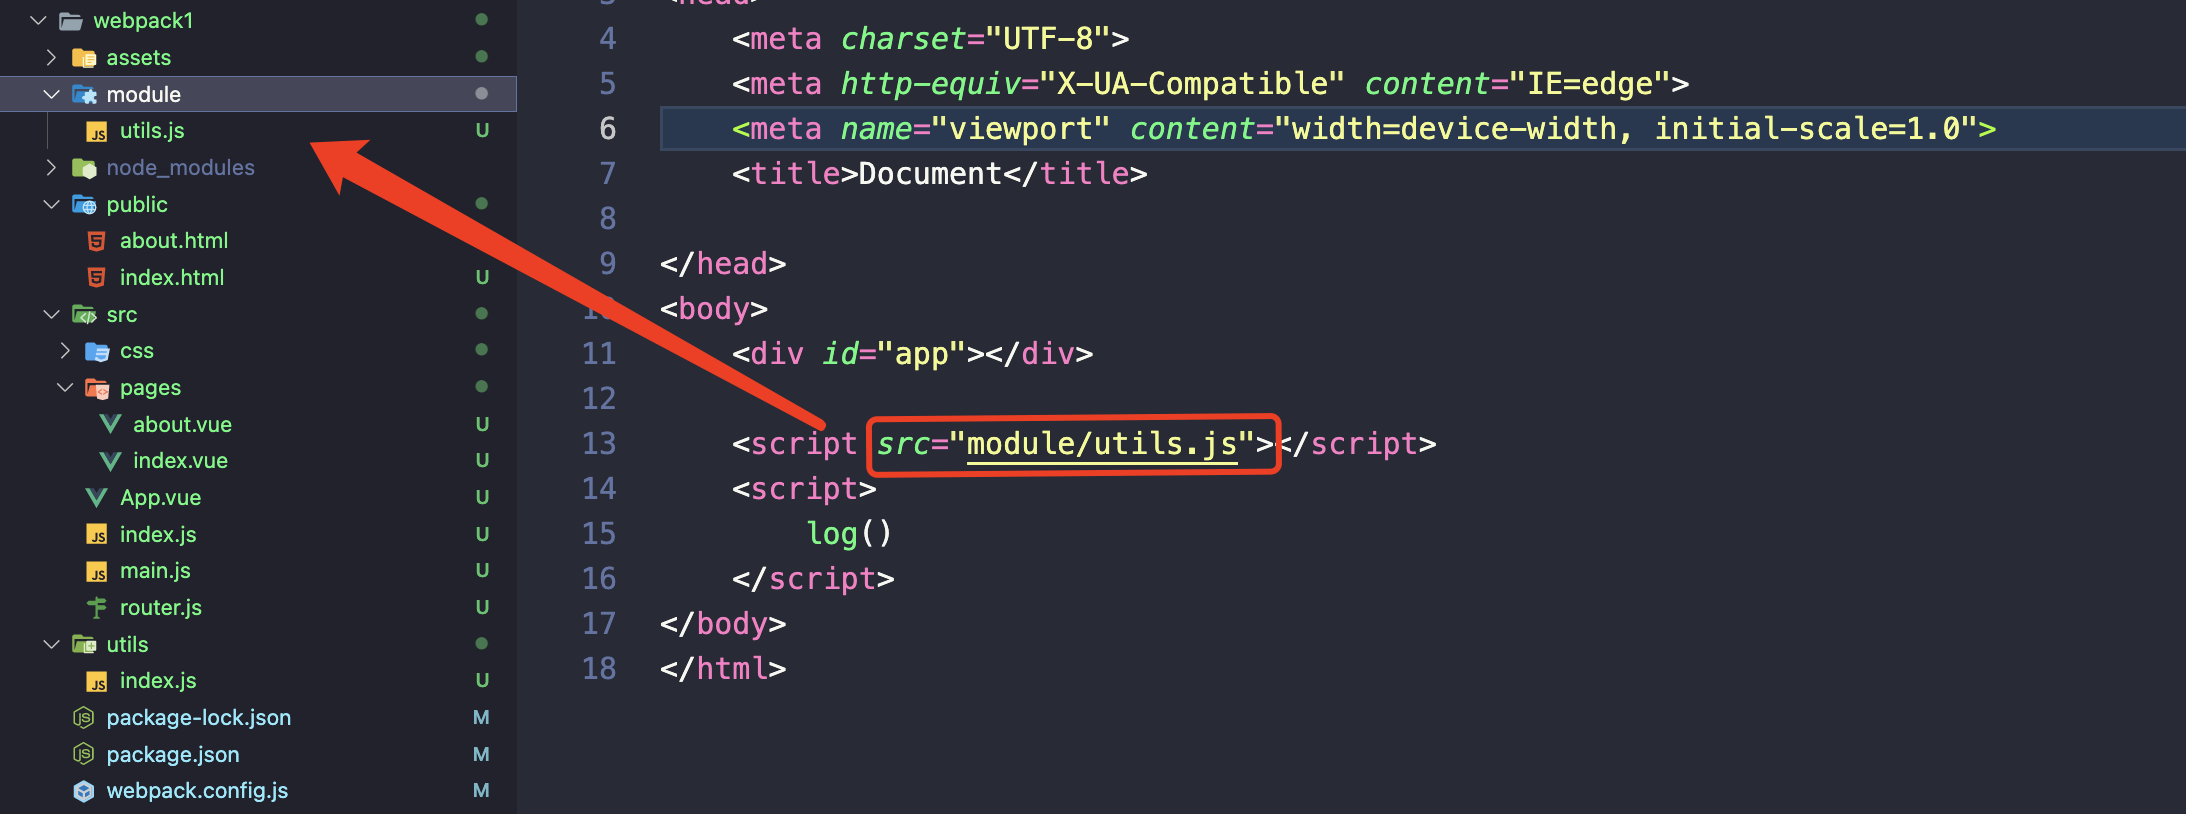 webpack1
assets
module
utils.js U
node_modules
public
about.html
index.html U
src
css
pages
about.vue U
index.vue U
App.vue U
index.js U
main.js U
router.js U
utils
index.js U
package-lock.json M
package.json M
webpack.config.js M
4 <meta charset="UTF-8">
5 <meta http-equiv="X-UA-Compatible" content="IE=edge">
6 <meta name="viewport" content="width=device-width, initial-scale=1.0">
7 <title>Document</title>
8
9 </head>
10 <body>
11 <div id="app"></div>
12
13 <script src="module/utils.js"></script>
14 <script>
15 log()
16 </script>
17 </body>
18 </html>